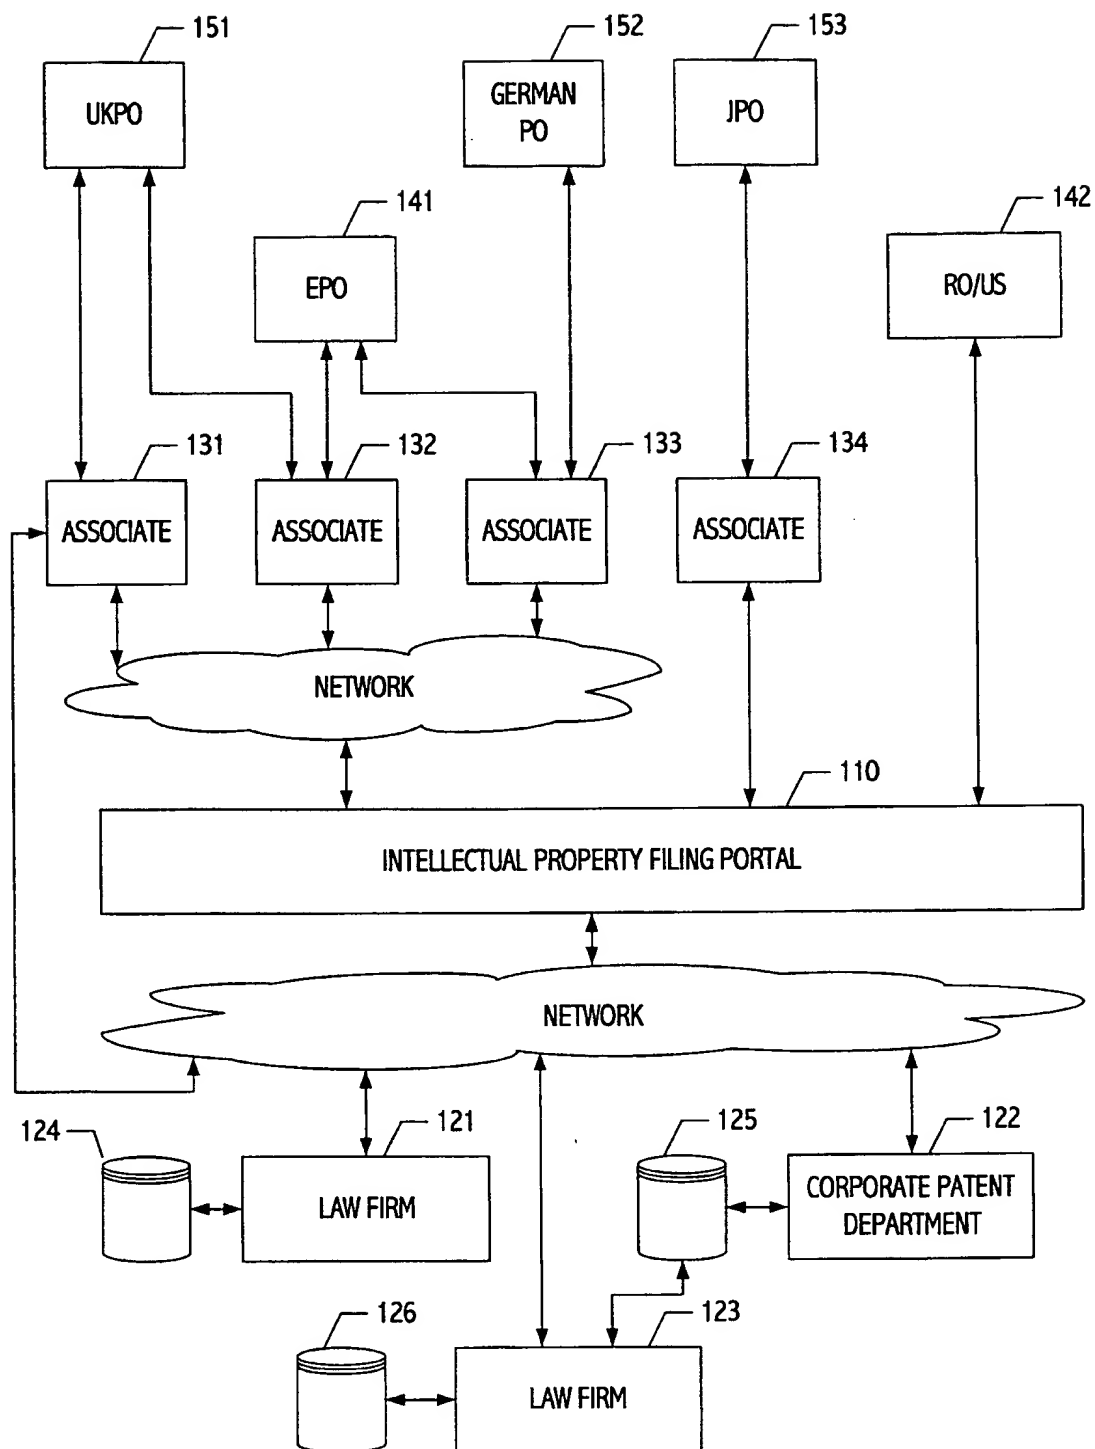 151
152
153
UKPO
GERMAN
PO
JPO
141
142
EPO
RO/US
131
132
133
134
ASSOCIATE
ASSOCIATE
ASSOCIATE
ASSOCIATE
NETWORK
110
INTELLECTUAL PROPERTY FILING PORTAL
NETWORK
124
121
125
122
LAW FIRM
CORPORATE PATENT
DEPARTMENT
126
123
LAW FIRM